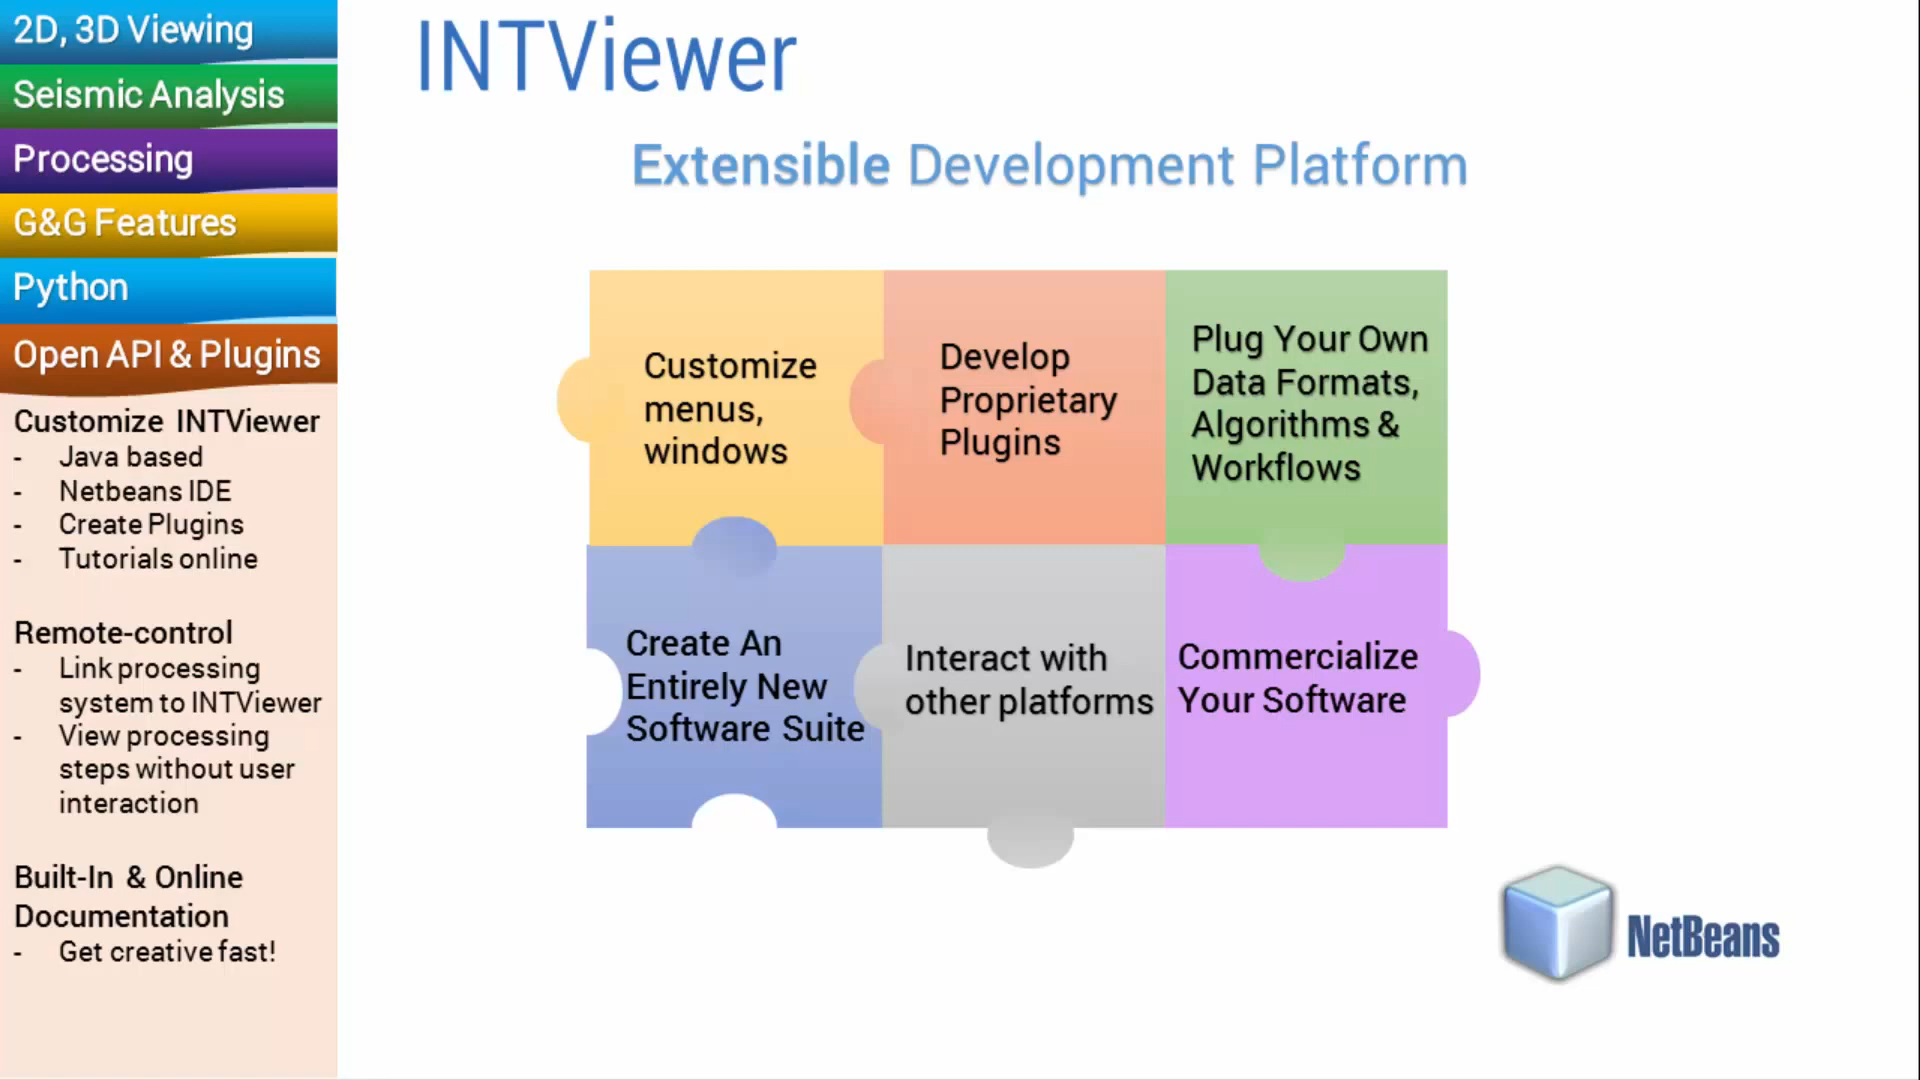 2D, 3D Viewing
Seismic Analysis
Processing
G&G Features
Python
Open API & Plugins
Customize INTViewer
- Java based
- Netbeans IDE
- Create Plugins
- Tutorials online
Remote-control
- Link processing
system to INTViewer
- View processing
steps without user
interaction
Built-In & Online
Documentation
- Get creative fast!
INTViewer
Extensible Development Platform
Customize
menus,
windows
Develop
Proprietary
Plugins
Plug Your Own
Data Formats,
Algorithms &
Workflows
Create An
Entirely New
Software Suite
Interact with
other platforms
Commercialize
Your Software
NetBeans